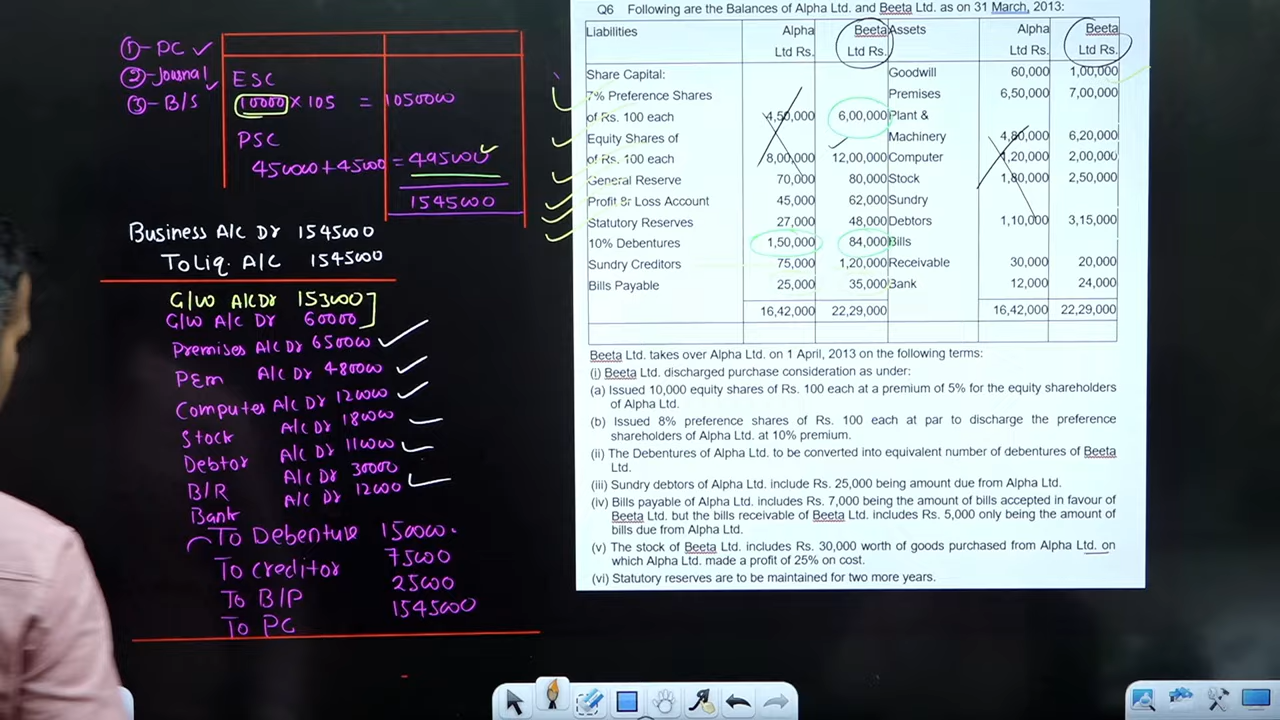 ① - PC ✓
② - Journal ✓
③ - B/S
ESC
10000 × 105 = 1050000
PSC
450000 + 45000 = 495000
1545000
Business A/c Dr 1545000
To Liq. A/c 1545000
G/W A/c Dr 153000
G/W A/c Dr 60000
Premises A/c Dr 650000
P&M A/c Dr 480000
Computer A/c Dr 120000
Stock A/c Dr 180000
Debtor A/c Dr 110000
B/R A/c Dr 30000
Bank A/c Dr 12000
To Debenture 150000
To creditor 75000
To B/P 25000
To PC 1545000
Q6 Following are the Balances of Alpha Ltd. and Beeta Ltd. as on 31 March, 2013:
Liabilities Alpha Ltd Rs. Beeta Ltd Rs. Assets Alpha Ltd Rs. Beeta Ltd Rs.
Share Capital: Goodwill 60,000 1,00,000
7% Preference Shares Premises 6,50,000 7,00,000
of Rs. 100 each 4,50,000 6,00,000 Plant &
Equity Shares of Machinery 4,80,000 6,20,000
of Rs. 100 each 8,00,000 12,00,000 Computer 1,20,000 2,00,000
General Reserve 70,000 80,000 Stock 1,80,000 2,50,000
Profit & Loss Account 45,000 62,000 Sundry
Statutory Reserves 27,000 48,000 Debtors 1,10,000 3,15,000
10% Debentures 1,50,000 84,000 Bills
Sundry Creditors 75,000 1,20,000 Receivable 30,000 20,000
Bills Payable 25,000 35,000 Bank 12,000 24,000
16,42,000 22,29,000 16,42,000 22,29,000
Beeta Ltd. takes over Alpha Ltd. on 1 April, 2013 on the following terms:
(i) Beeta Ltd. discharged purchase consideration as under:
(a) Issued 10,000 equity shares of Rs. 100 each at a premium of 5% for the equity shareholders
of Alpha Ltd.
(b) Issued 8% preference shares of Rs. 100 each at par to discharge the preference
shareholders of Alpha Ltd. at 10% premium.
(ii) The Debentures of Alpha Ltd. to be converted into equivalent number of debentures of Beeta
Ltd.
(iii) Sundry debtors of Alpha Ltd. include Rs. 25,000 being amount due from Alpha Ltd.
(iv) Bills payable of Alpha Ltd. includes Rs. 7,000 being the amount of bills accepted in favour of
Beeta Ltd. but the bills receivable of Beeta Ltd. includes Rs. 5,000 only being the amount of
bills due from Alpha Ltd.
(v) The stock of Beeta Ltd. includes Rs. 30,000 worth of goods purchased from Alpha Ltd. on
which Alpha Ltd. made a profit of 25% on cost.
(vi) Statutory reserves are to be maintained for two more years.